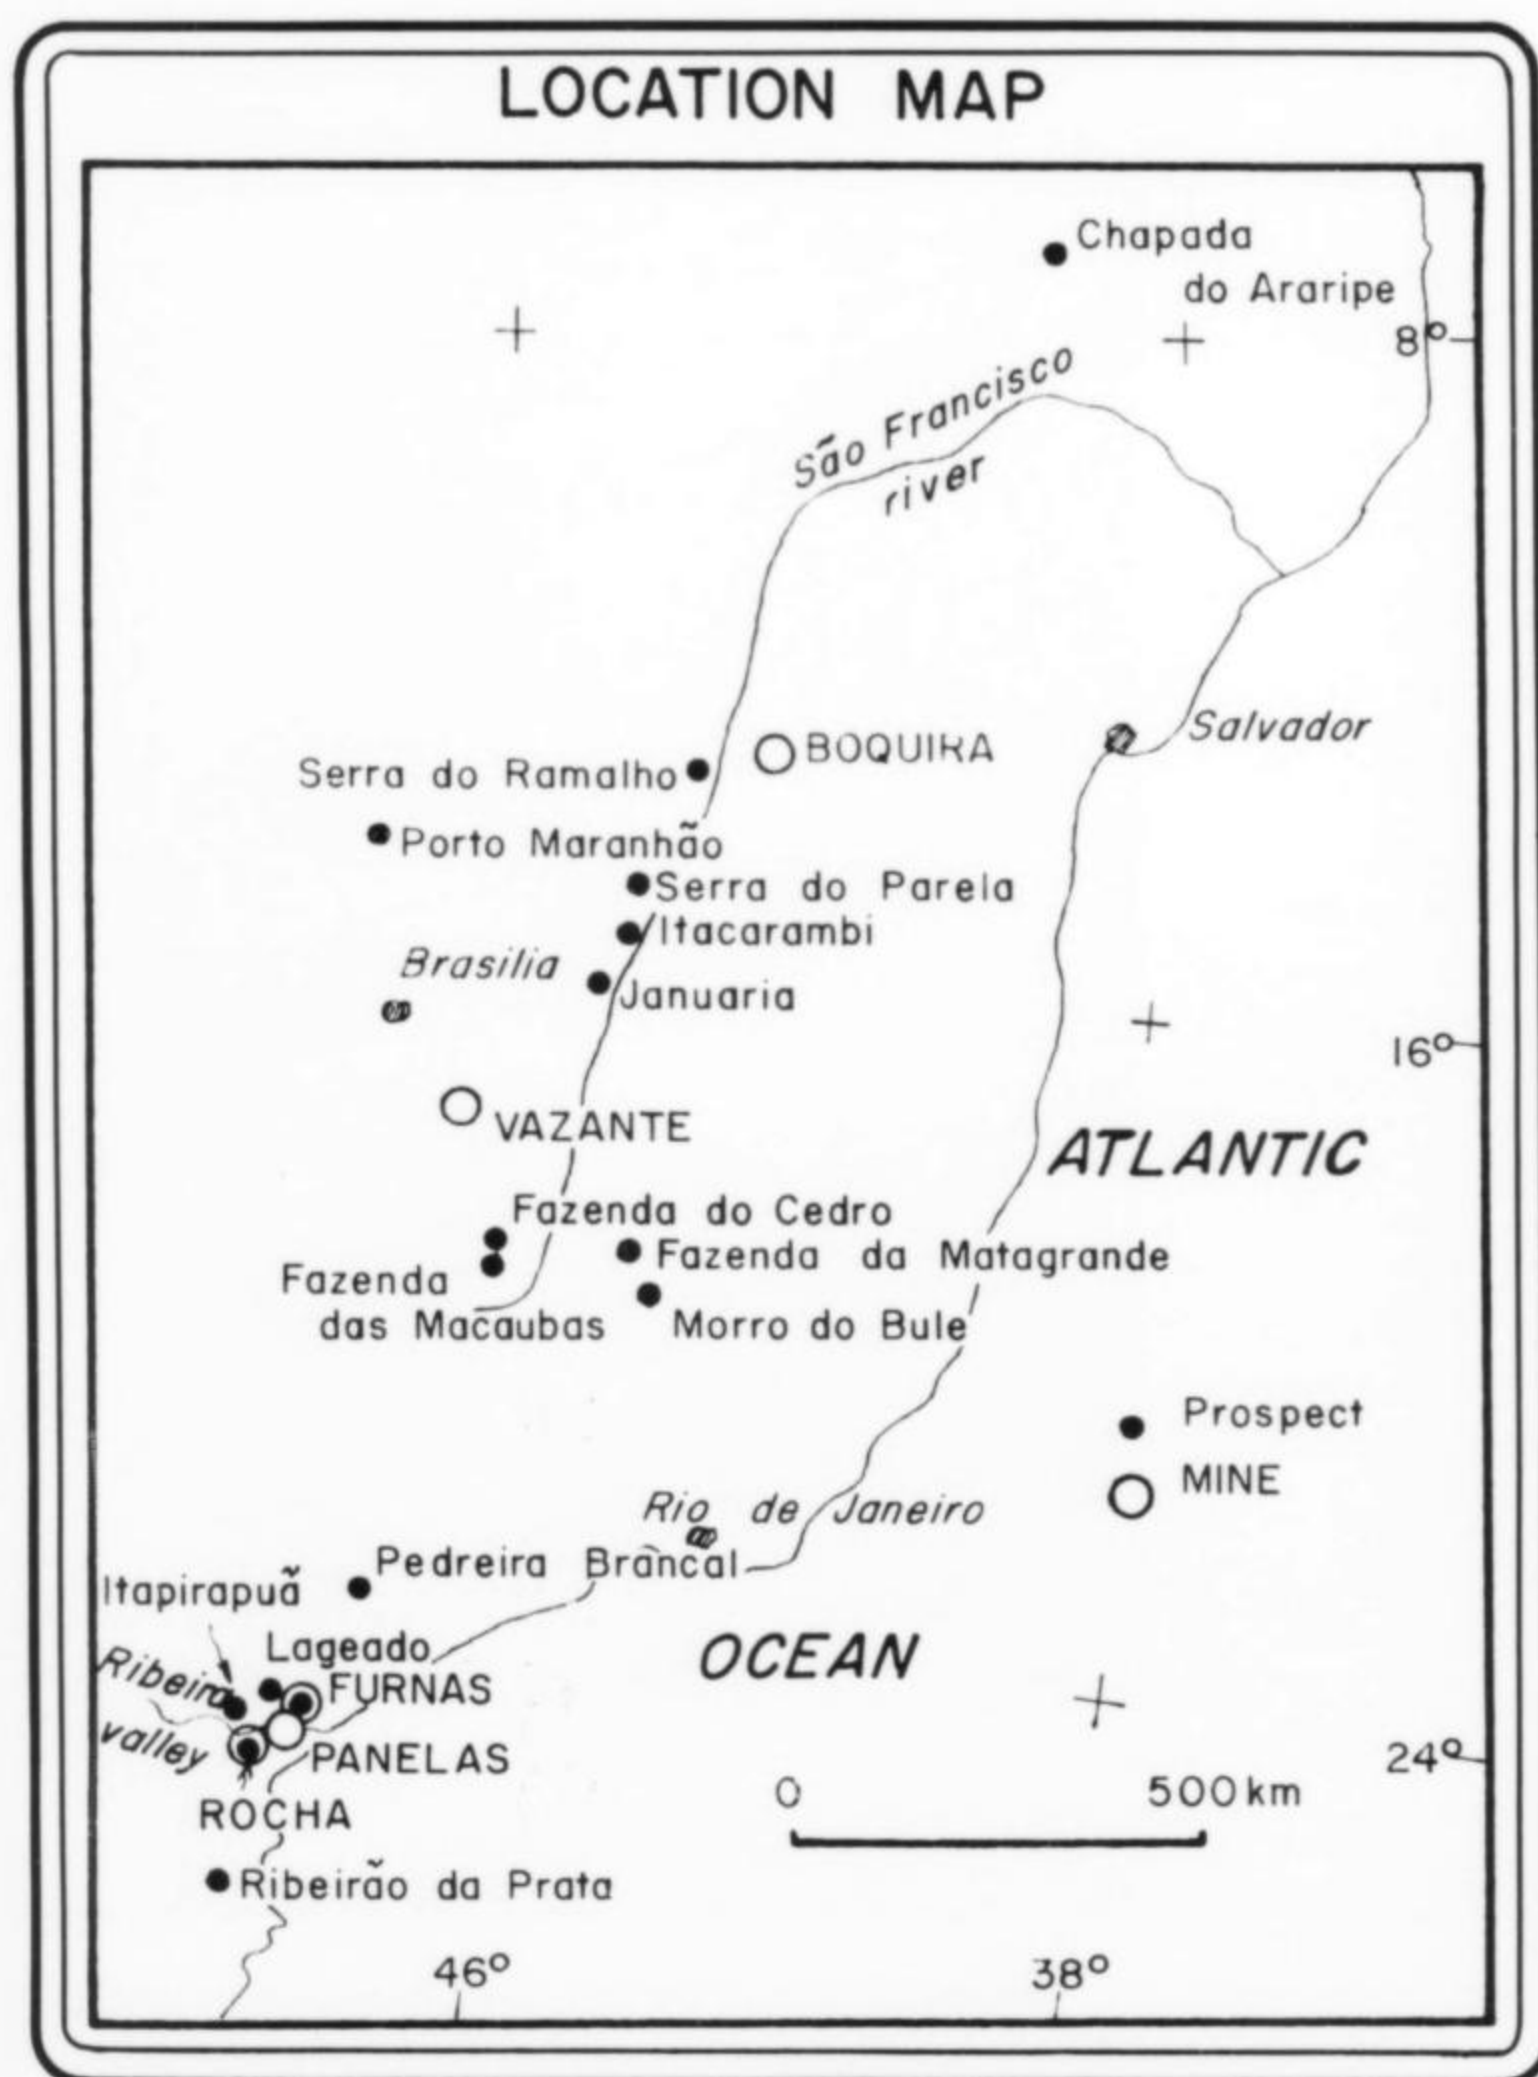 LOCATION MAP
Chapada
do Araripe
8°
São Francisco
river
Salvador
BOQUIRA
Serra do Ramalho
Porto Maranhão
Serra do Parela
Itacarambi
Brasilia
Januaria
16°
VAZANTE
ATLANTIC
Fazenda do Cedro
Fazenda da Matagrande
Fazenda
das Macaubas
Morro do Bule
Prospect
MINE
Rio de Janeiro
Pedreira Brancal
Itapirapuã
Lageado
OCEAN
Ribeira
valley
FURNAS
PANELAS
24°
ROCHA
0 500km
Ribeirão da Prata
46° 38°